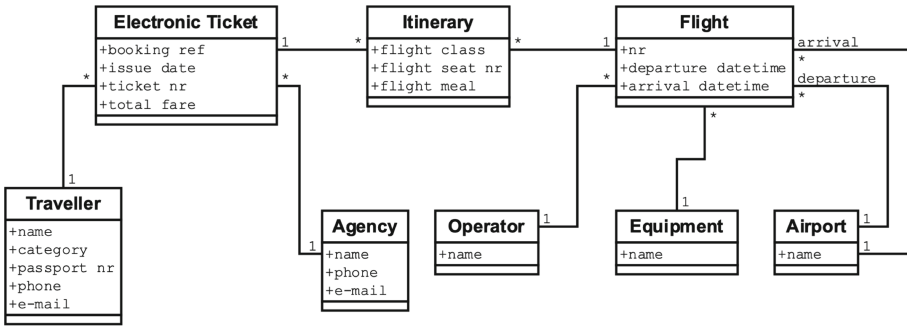 Electronic Ticket
+booking ref
+issue date
+ticket nr
+total fare
1
*
*
*
Itinerary
+flight class
+flight seat nr
+flight meal
*
1
Flight
+nr
+departure datetime
+arrival datetime
*
*
arrival
*
departure
*
1
Traveller
+name
+category
+passport nr
+phone
+e-mail
1
Agency
+name
+phone
+e-mail
Operator
1
+name
1
Equipment
+name
Airport
1
+name
1